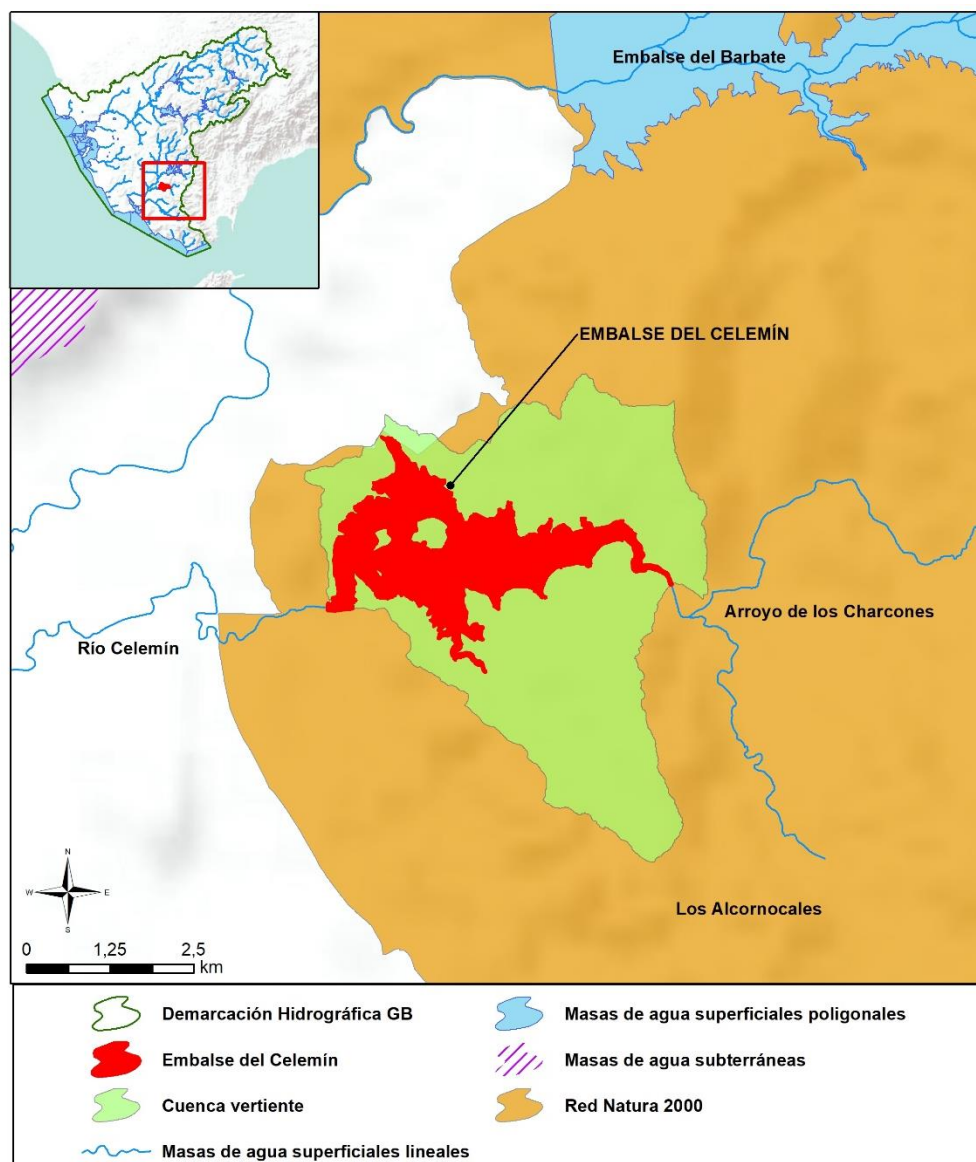 Embalse del Barbate
EMBALSE DEL CELEMÍN
Arroyo de los Charcones
Río Celemín
Los Alcornocales
N
W E
S
0 1,25 2,5
km
Demarcación Hidrográfica GB
Masas de agua superficiales poligonales
Embalse del Celemín
Masas de agua subterráneas
Cuenca vertiente
Red Natura 2000
Masas de agua superficiales lineales